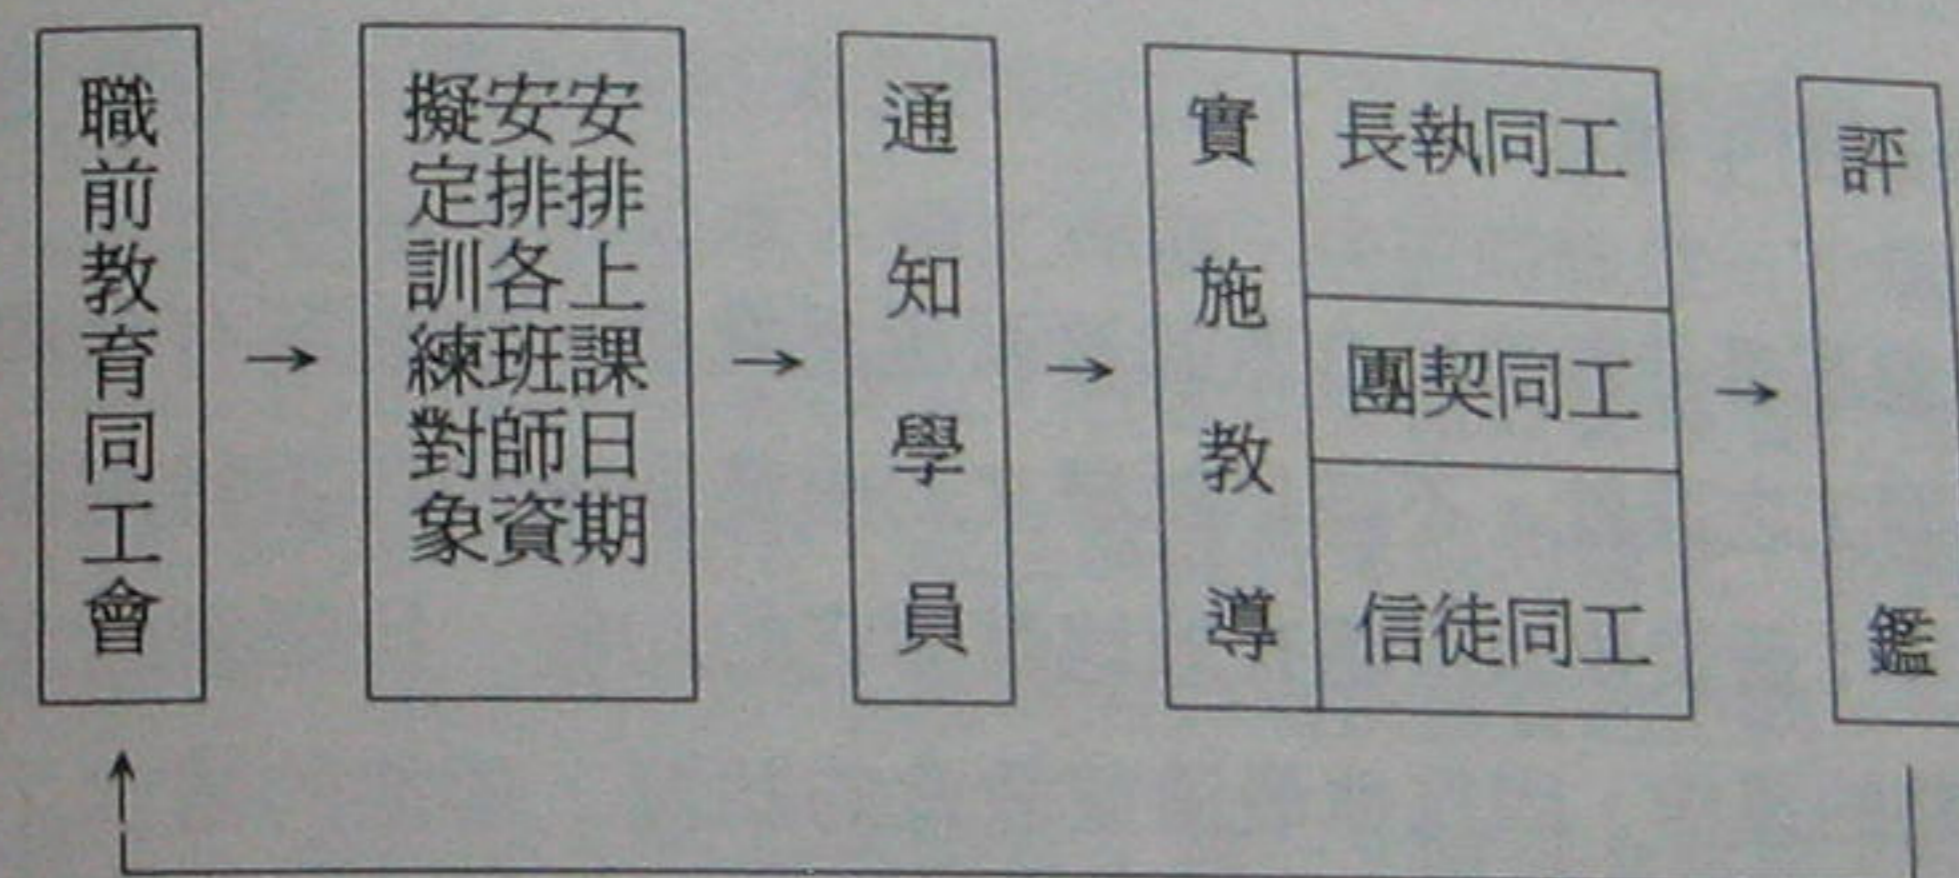 職前教育同工會
→
擬定訓練對象
安排各班師資
安排上課日期
→
通知學員
→
實施教導
長執同工
團契同工
信徒同工
→
評鑑